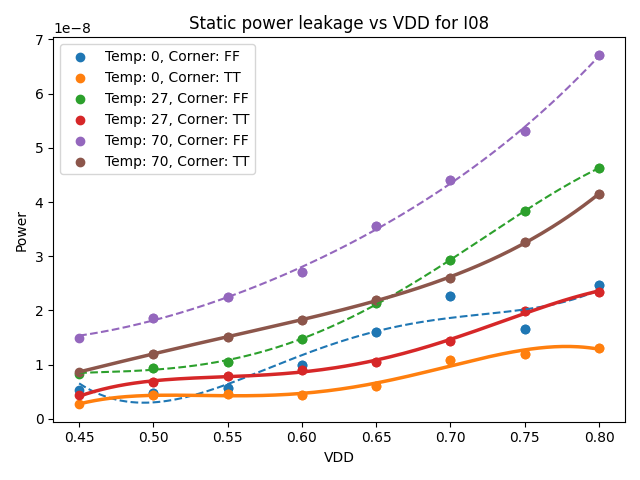 Static power leakage vs VDD for I08
1e−8
7
6
5
4
3
2
1
0
Power
Temp: 0, Corner: FF
Temp: 0, Corner: TT
Temp: 27, Corner: FF
Temp: 27, Corner: TT
Temp: 70, Corner: FF
Temp: 70, Corner: TT
0.45 0.50 0.55 0.60 0.65 0.70 0.75 0.80
VDD